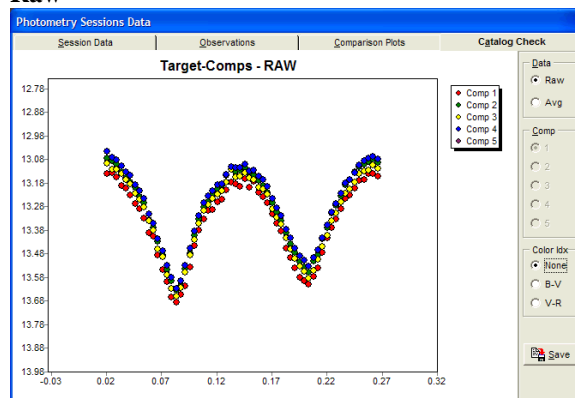 Raw
Photometry Sessions Data
Session Data Observations Comparison Plots Catalog Check
Target-Comps - RAW
12.78
12.88
12.98
13.08
13.18
13.28
13.38
13.48
13.58
13.68
13.78
13.88
13.98
-0.03 0.02 0.07 0.12 0.17 0.22 0.27 0.32
Comp 1
Comp 2
Comp 3
Comp 4
Comp 5
Data
Raw
Avg
Comp
1
2
3
4
5
Color Idx
None
B-V
V-R
Save